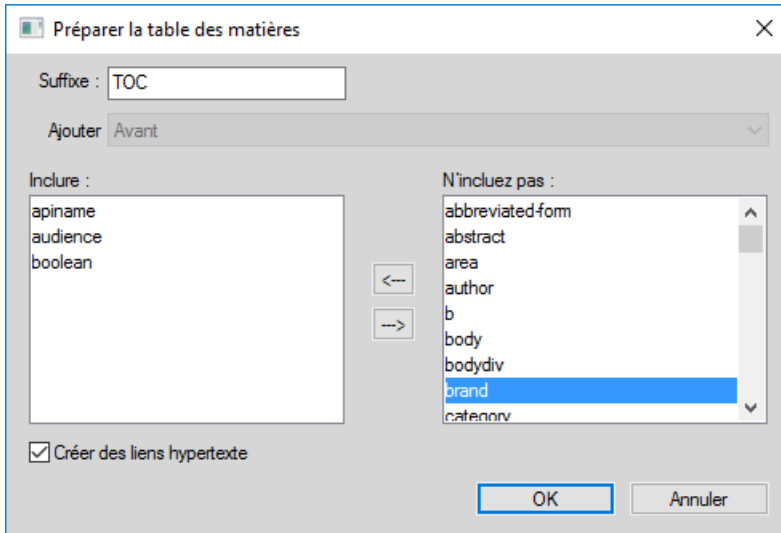 Préparer la table des matières
Suffixe : TOC
Ajouter Avant
Inclure :
apiname
audience
boolean
<---
--->
N'incluez pas :
abbreviated-form
abstract
area
author
b
body
bodydiv
brand
category
Créer des liens hypertexte
OK
Annuler